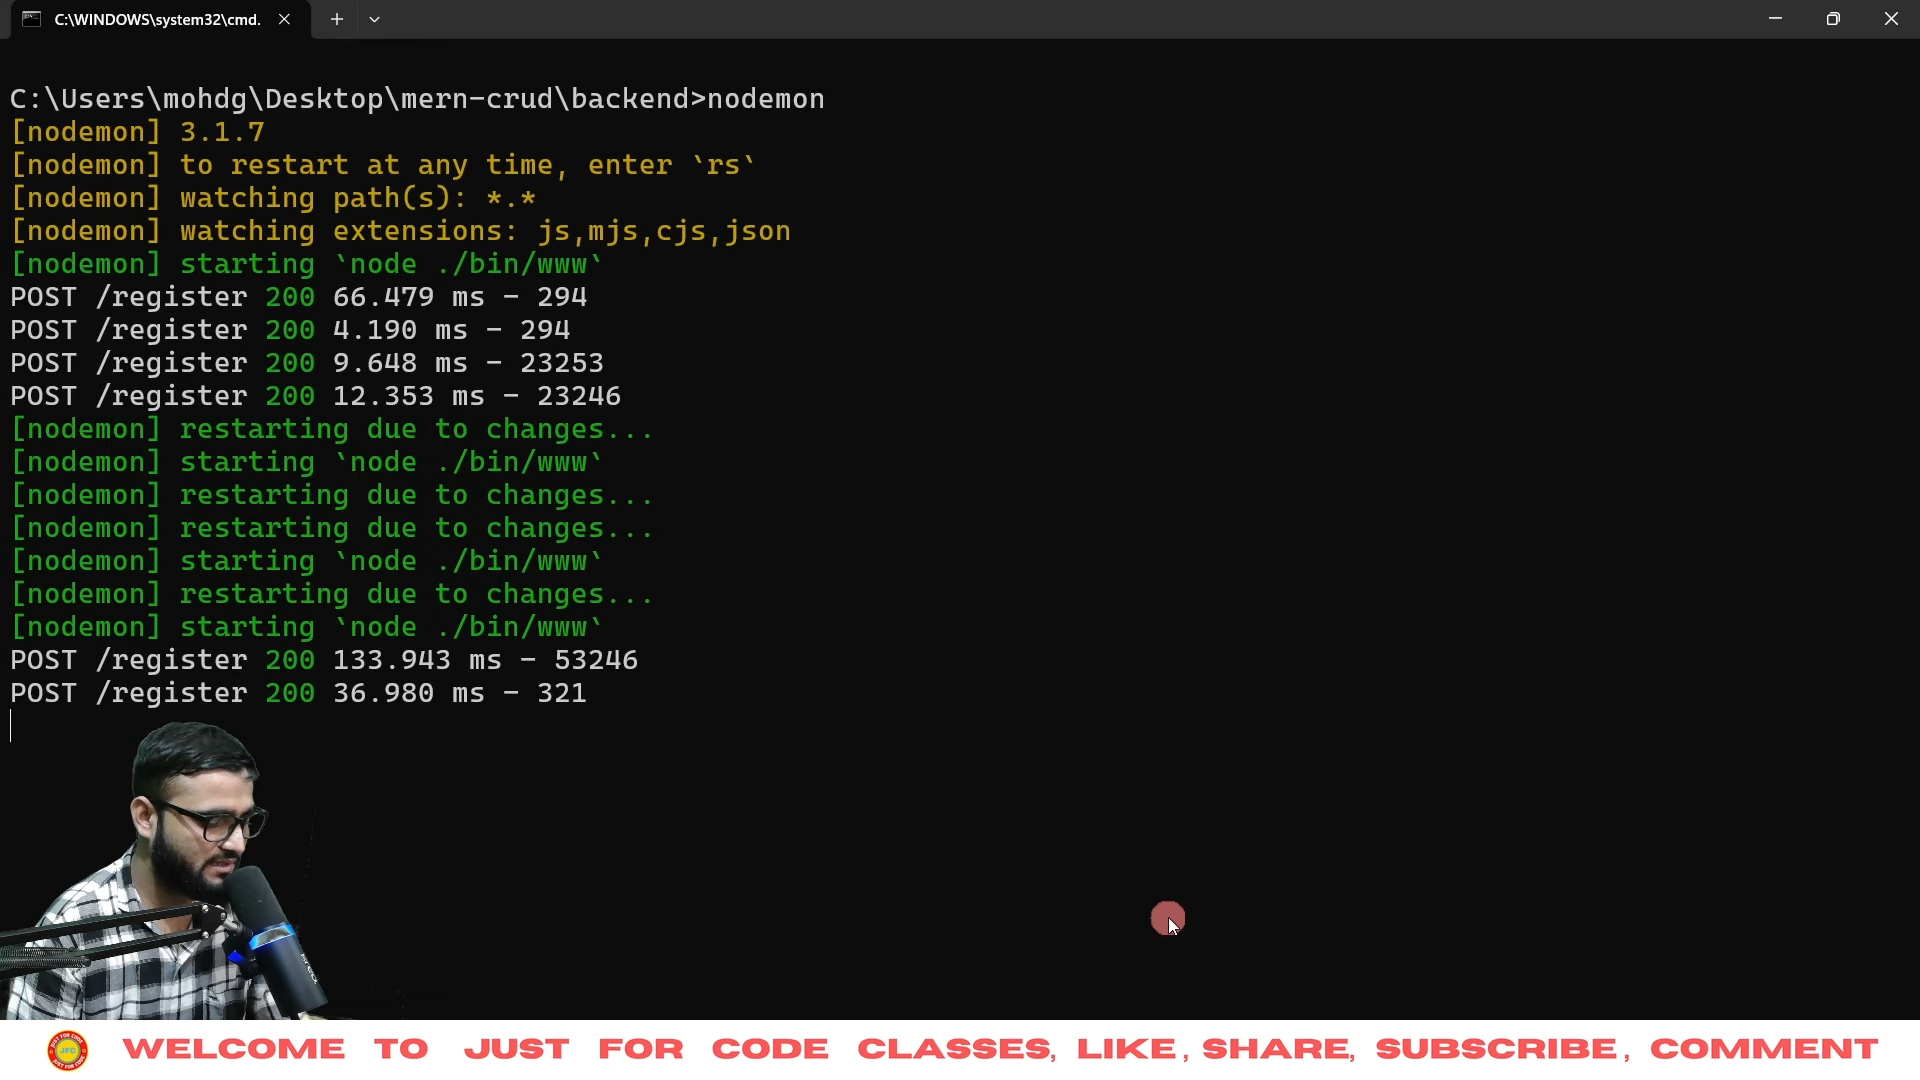 C:\WINDOWS\system32\cmd.
C:\Users\mohdg\Desktop\mern-crud\backend>nodemon
[nodemon] 3.1.7
[nodemon] to restart at any time, enter `rs`
[nodemon] watching path(s): *.*
[nodemon] watching extensions: js,mjs,cjs,json
[nodemon] starting `node ./bin/www`
POST /register 200 66.479 ms - 294
POST /register 200 4.190 ms - 294
POST /register 200 9.648 ms - 23253
POST /register 200 12.353 ms - 23246
[nodemon] restarting due to changes...
[nodemon] starting `node ./bin/www`
[nodemon] restarting due to changes...
[nodemon] restarting due to changes...
[nodemon] starting `node ./bin/www`
[nodemon] restarting due to changes...
[nodemon] starting `node ./bin/www`
POST /register 200 133.943 ms - 53246
POST /register 200 36.980 ms - 321
JFC
WELCOME TO JUST FOR CODE CLASSES, LIKE, SHARE, SUBSCRIBE, COMMENT